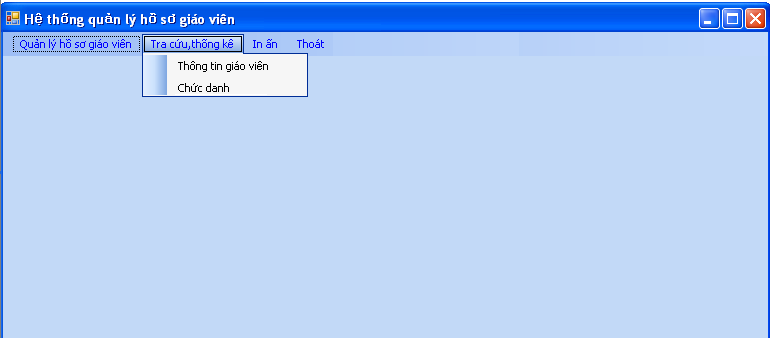 Hệ thống quản lý hồ sơ giáo viên
Quản lý hồ sơ giáo viên Tra cứu,thống kê In ấn Thoát
Thông tin giáo viên
Chức danh